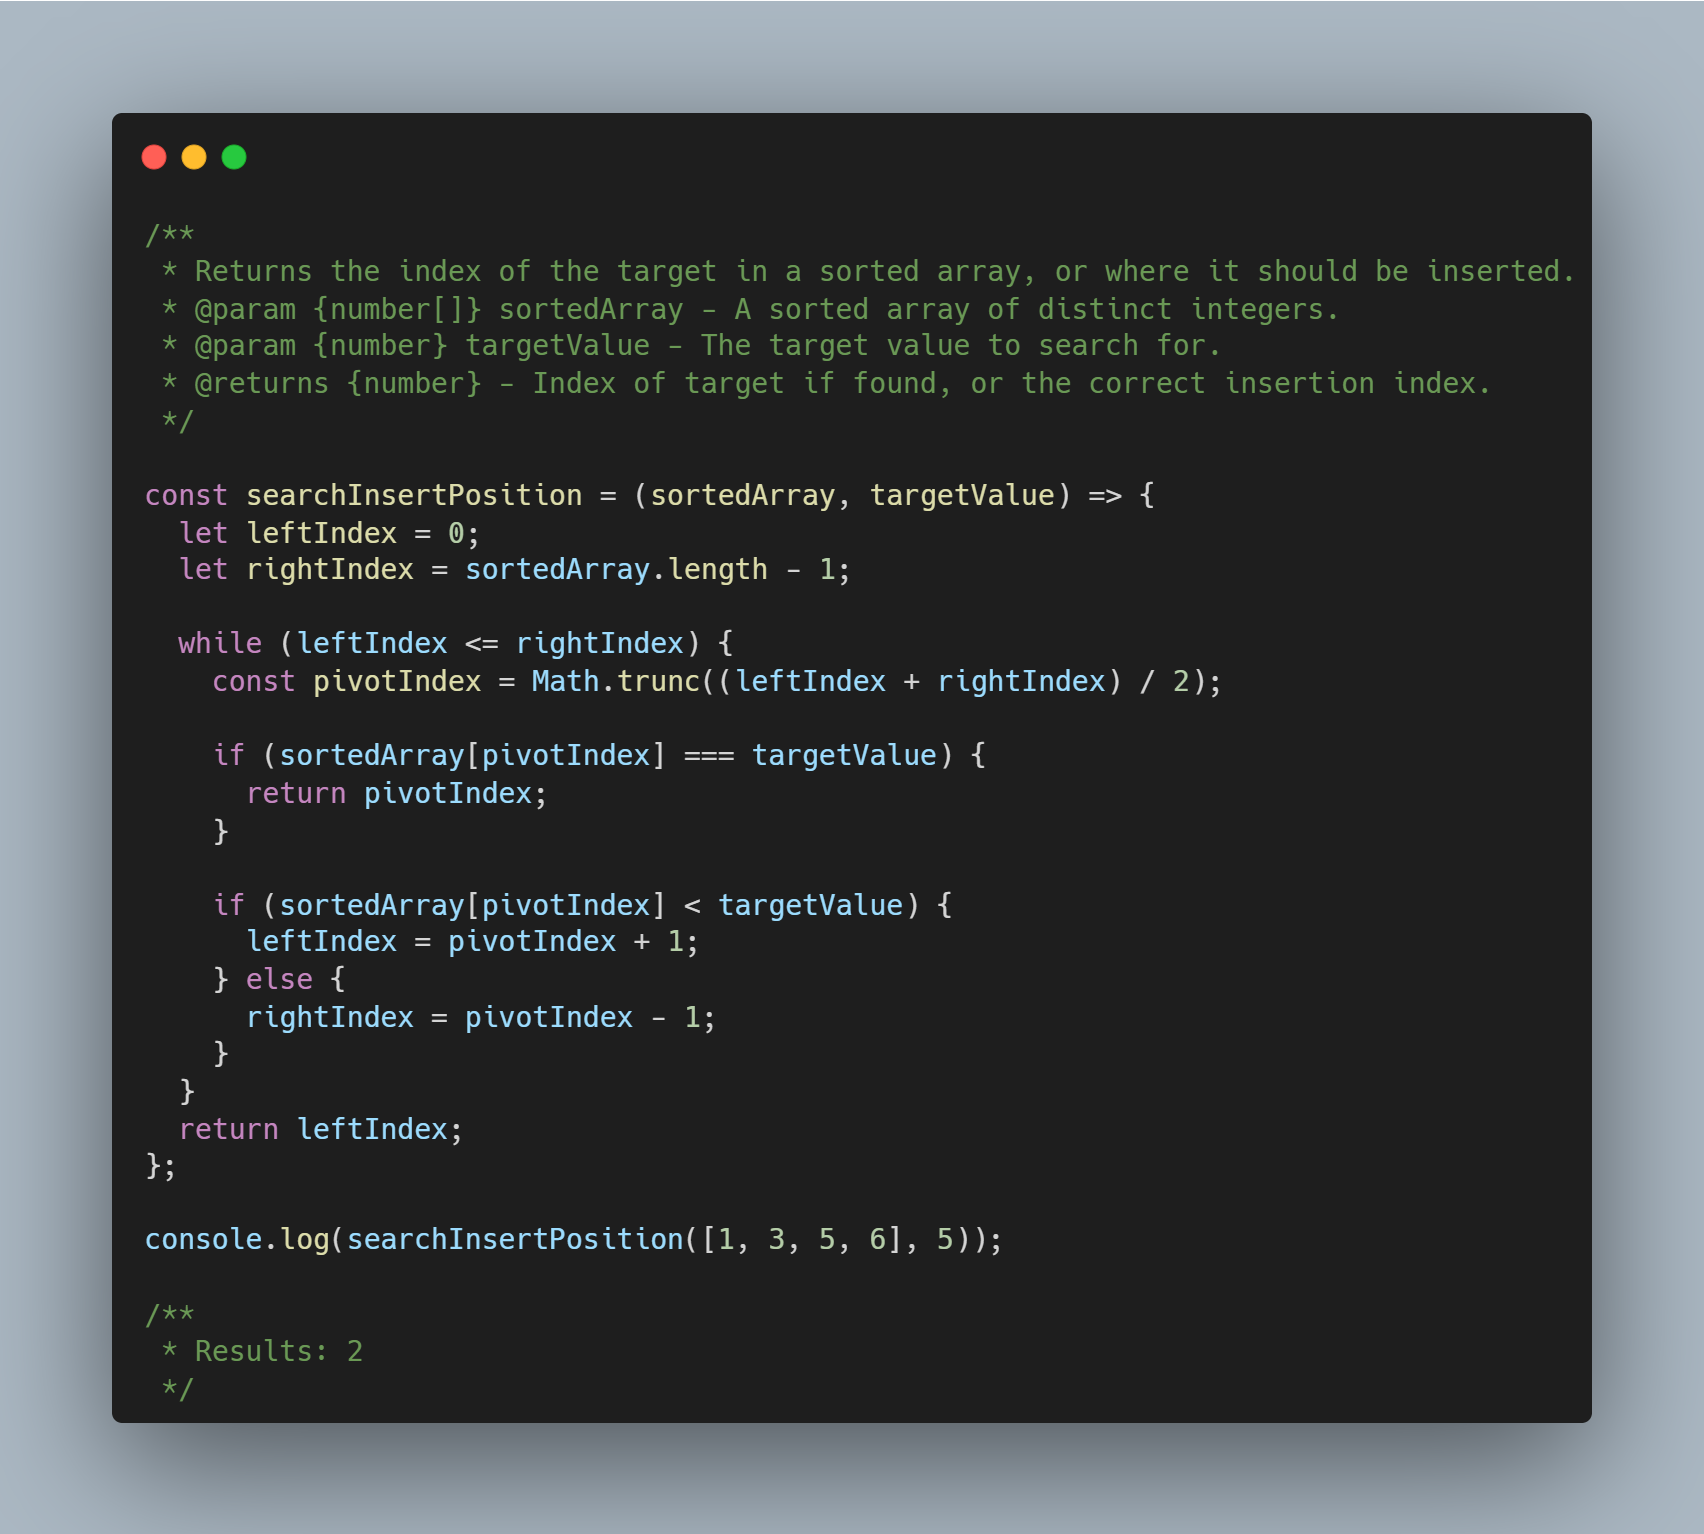 /**
 * Returns the index of the target in a sorted array, or where it should be inserted.
 * @param {number[]} sortedArray - A sorted array of distinct integers.
 * @param {number} targetValue - The target value to search for.
 * @returns {number} - Index of target if found, or the correct insertion index.
 */
const searchInsertPosition = (sortedArray, targetValue) => {
  let leftIndex = 0;
  let rightIndex = sortedArray.length - 1;
  while (leftIndex <= rightIndex) {
    const pivotIndex = Math.trunc((leftIndex + rightIndex) / 2);
    if (sortedArray[pivotIndex] === targetValue) {
      return pivotIndex;
    }
    if (sortedArray[pivotIndex] < targetValue) {
      leftIndex = pivotIndex + 1;
    } else {
      rightIndex = pivotIndex - 1;
    }
  }
  return leftIndex;
};
console.log(searchInsertPosition([1, 3, 5, 6], 5));
/**
 * Results: 2
 */